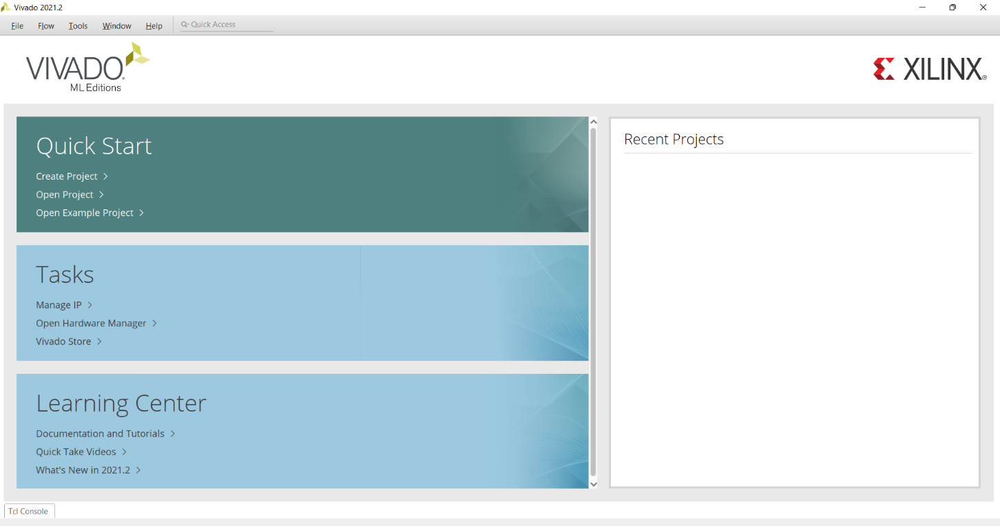 Vivado 2021.2
File Flow Tools Window Help Quick Access
VIVADO®
ML Editions
XILINX®
Quick Start
Create Project >
Open Project >
Open Example Project >
Tasks
Manage IP >
Open Hardware Manager >
Vivado Store >
Learning Center
Documentation and Tutorials >
Quick Take Videos >
What's New in 2021.2 >
Recent Projects
Tcl Console